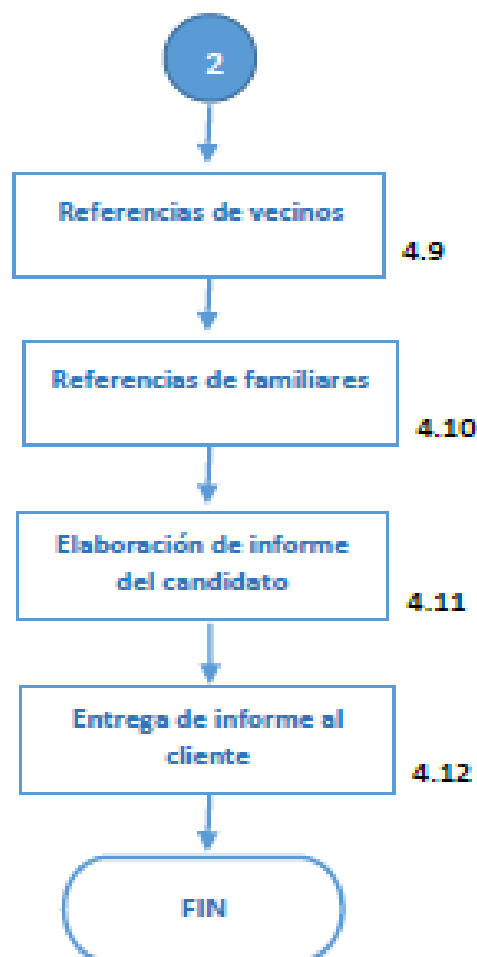 2
Referencias de vecinos
4.9
Referencias de familiares
4.10
Elaboración de informe
del candidato
4.11
Entrega de informe al
cliente
4.12
FIN